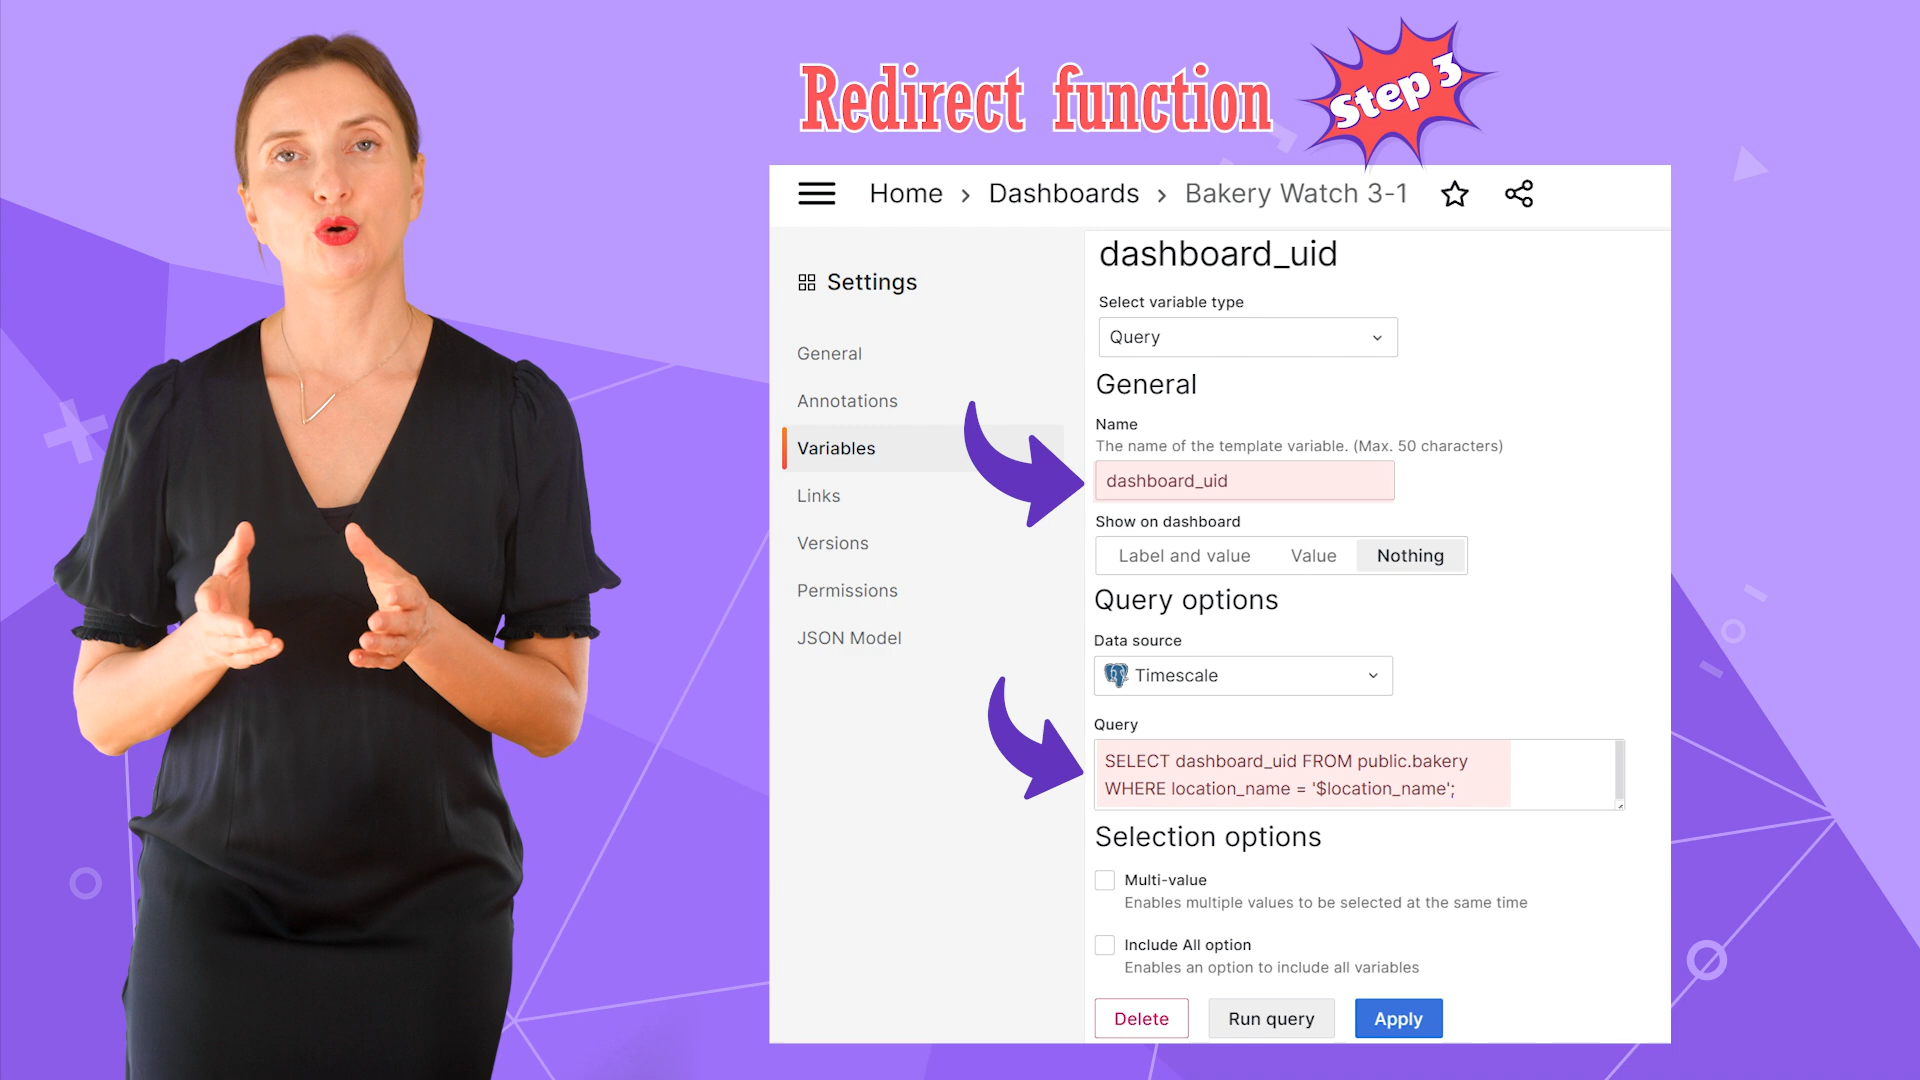 Redirect function
Step 3
Home › Dashboards › Bakery Watch 3-1
Settings
General
Annotations
Variables
Links
Versions
Permissions
JSON Model
dashboard_uid
Select variable type
Query
General
Name
The name of the template variable. (Max. 50 characters)
dashboard_uid
Show on dashboard
Label and value Value Nothing
Query options
Data source
Timescale
Query
SELECT dashboard_uid FROM public.bakery
WHERE location_name = '$location_name';
Selection options
Multi-value
Enables multiple values to be selected at the same time
Include All option
Enables an option to include all variables
Delete Run query Apply